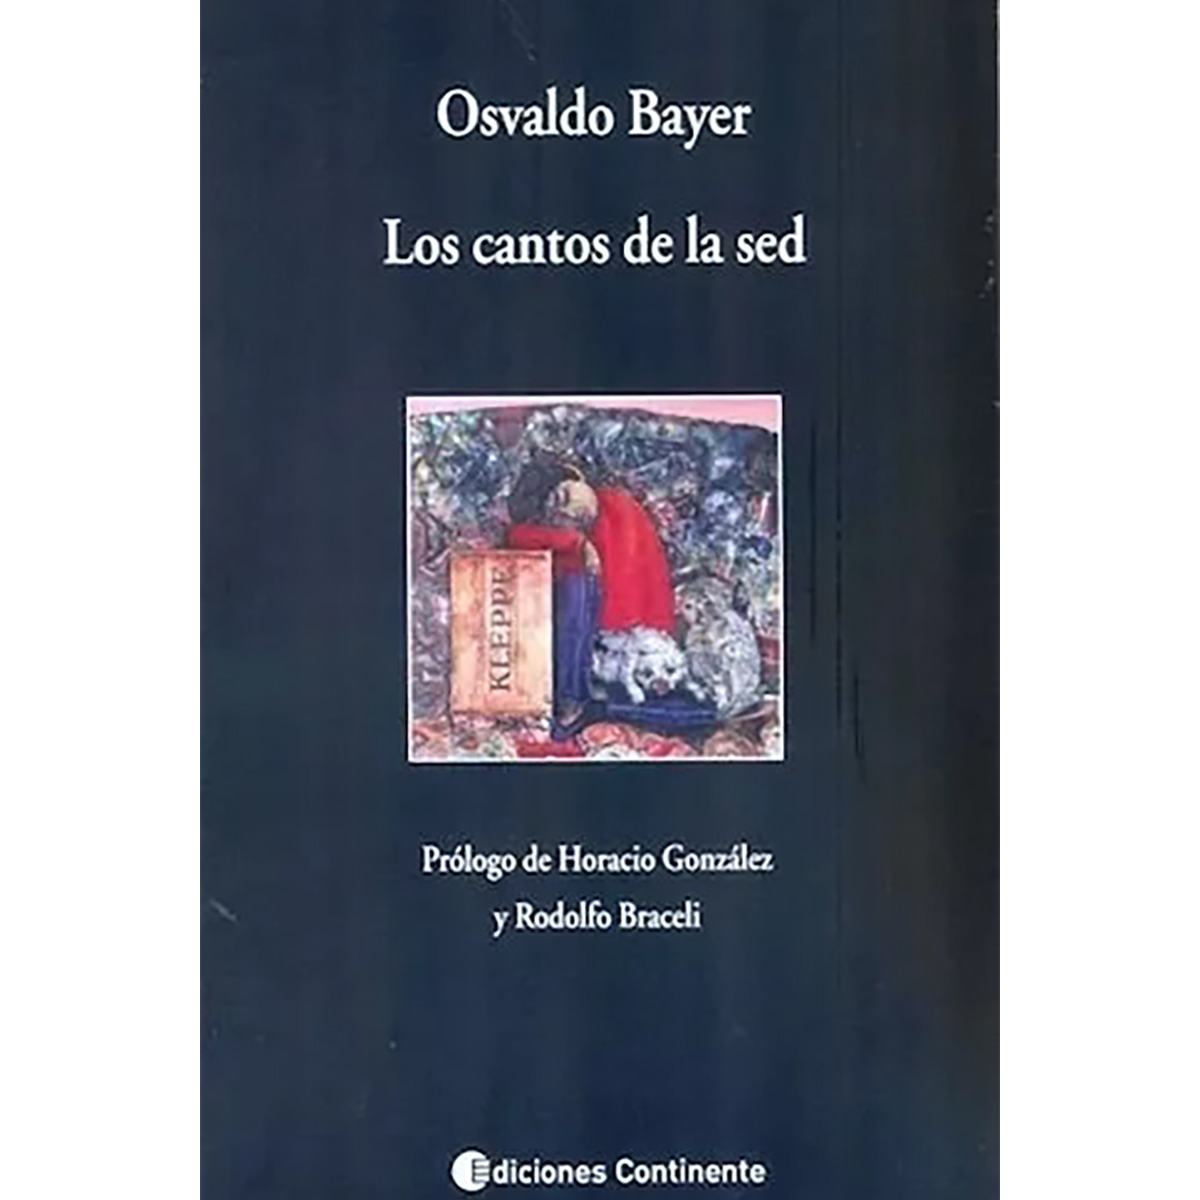 Osvaldo Bayer
Los cantos de la sed
KLEPPE
Prólogo de Horacio González
y Rodolfo Braceli
Ediciones Continente